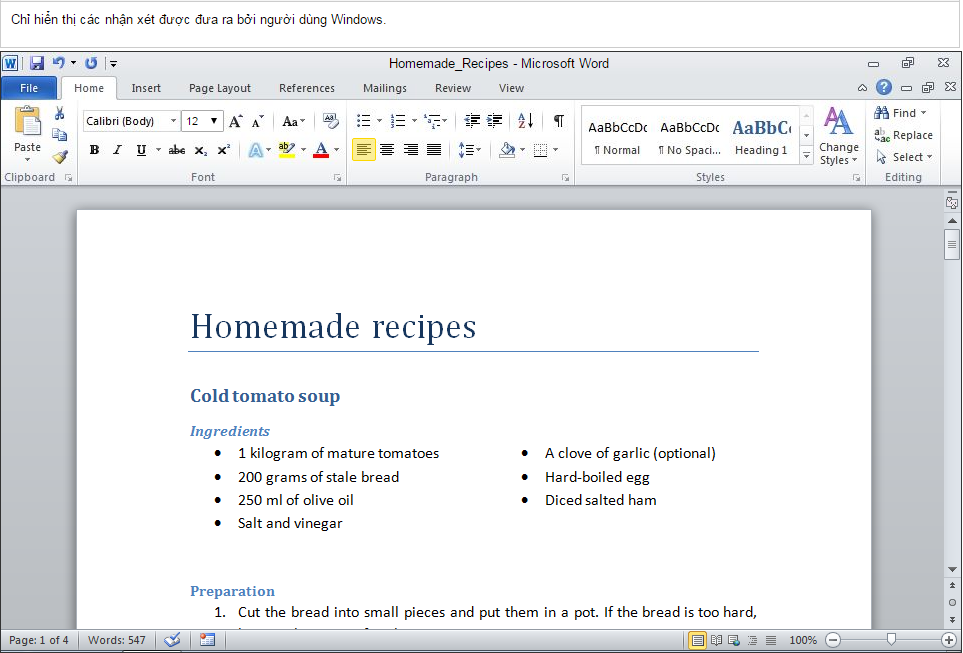 Chỉ hiển thị các nhận xét được đưa ra bởi người dùng Windows.
Homemade_Recipes - Microsoft Word
File Home Insert Page Layout References Mailings Review View
Calibri (Body) 12 Aa
Paste
B I U abc X₂ X² A ab A
AaBbCcDc AaBbCcDc AaBbC
¶ Normal ¶ No Spaci... Heading 1
Change
Styles
Find
Replace
Select
Clipboard Font Paragraph Styles Editing
Homemade recipes
Cold tomato soup
Ingredients
• 1 kilogram of mature tomatoes
• 200 grams of stale bread
• 250 ml of olive oil
• Salt and vinegar
• A clove of garlic (optional)
• Hard-boiled egg
• Diced salted ham
Preparation
1. Cut the bread into small pieces and put them in a pot. If the bread is too hard,
Page: 1 of 4 Words: 547 100%